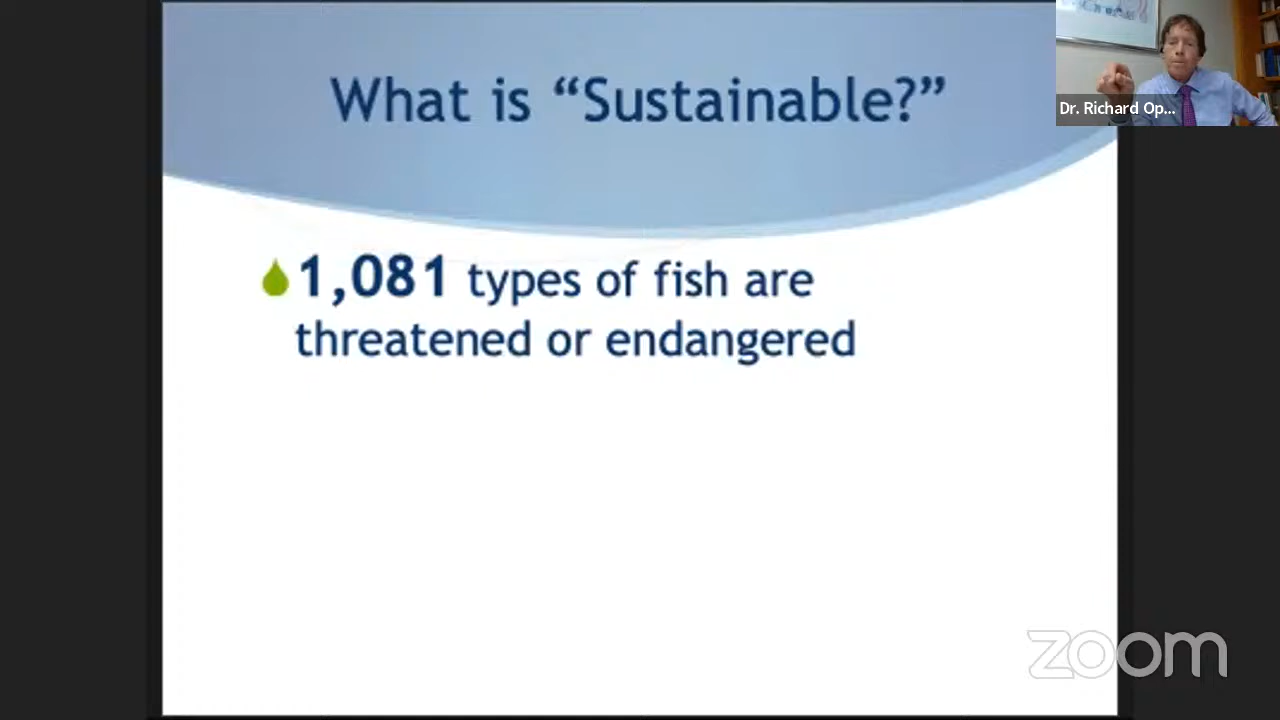 What is “Sustainable?”
Dr. Richard Op...
1,081 types of fish are
threatened or endangered
zoom